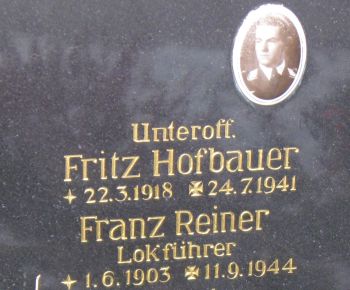 Unteroff.
Fritz Hofbauer
22.3.1918 ✠ 24.7.1941
Franz Reiner
Lokführer
1.6.1903 ✠ 11.9.1944